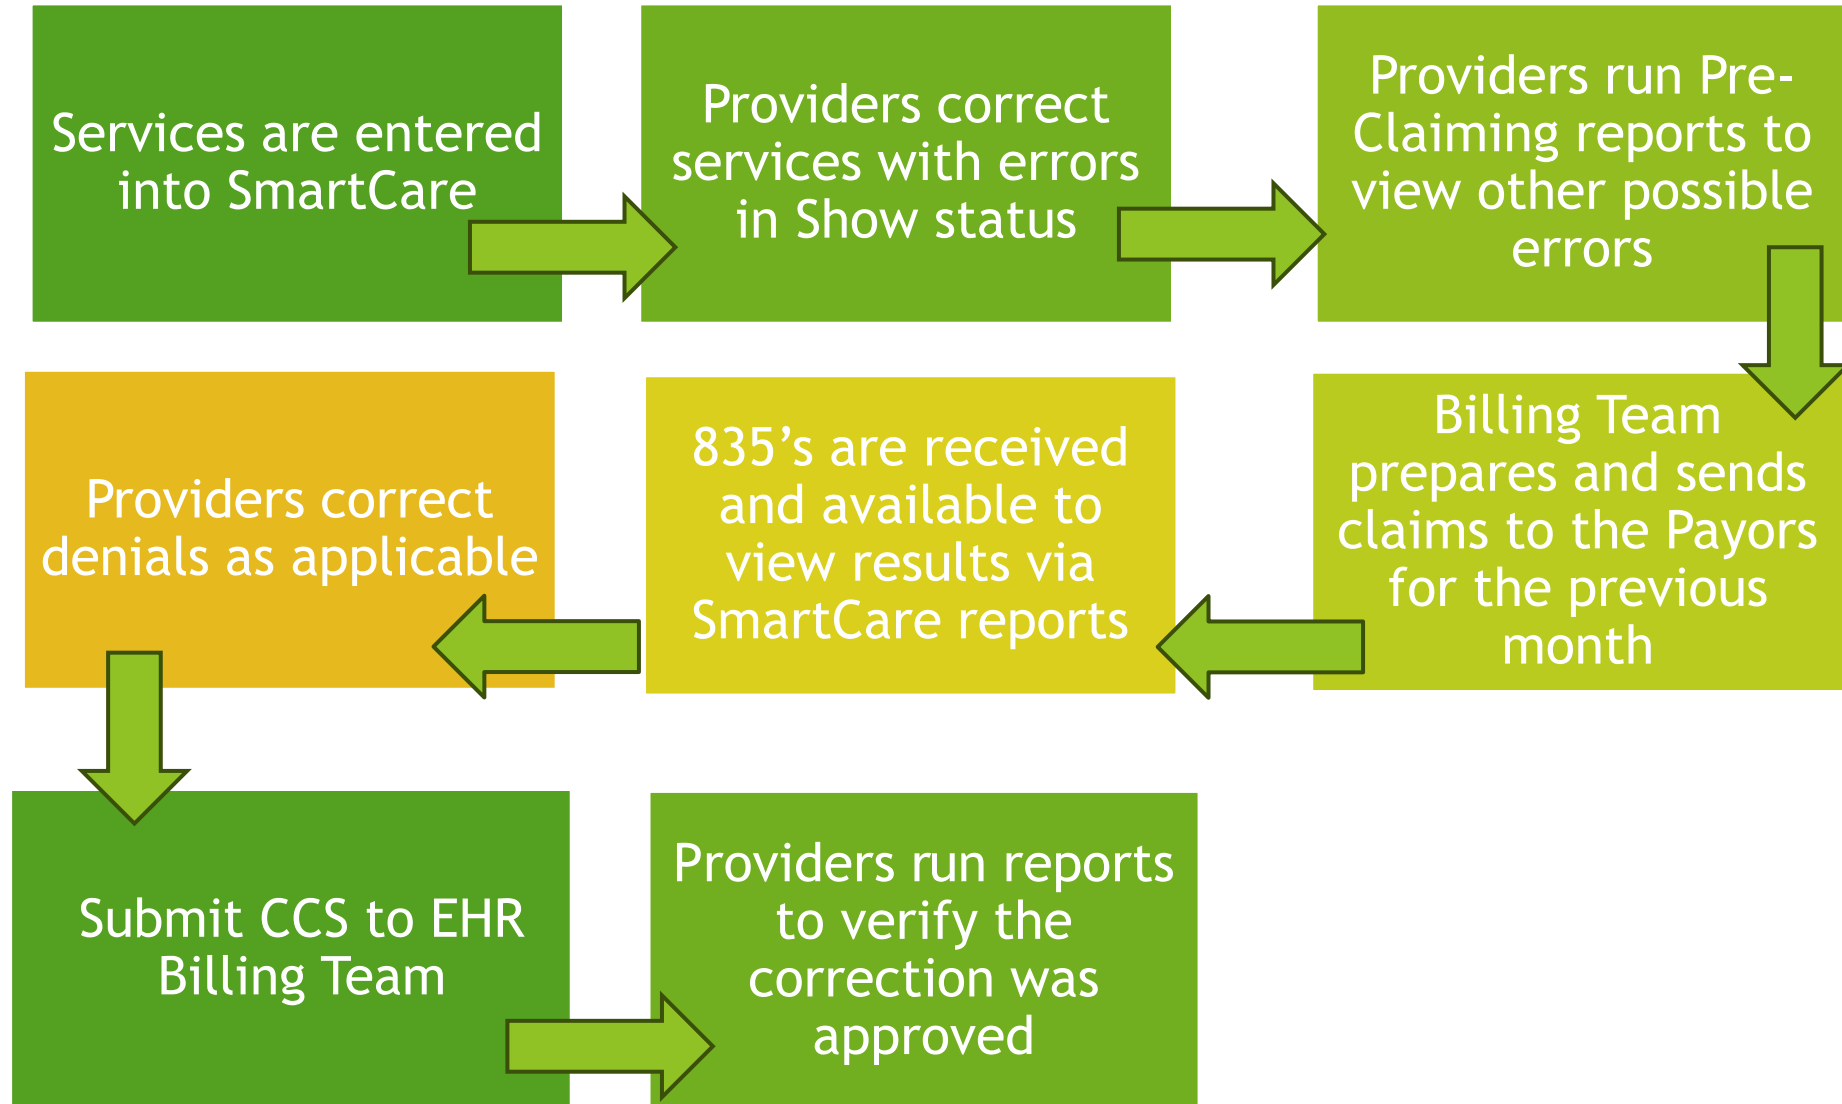 Services are entered
into SmartCare
Providers correct
services with errors
in Show status
Providers run Pre-
Claiming reports to
view other possible
errors
Billing Team
prepares and sends
claims to the Payors
for the previous
month
835’s are received
and available to
view results via
SmartCare reports
Providers correct
denials as applicable
Submit CCS to EHR
Billing Team
Providers run reports
to verify the
correction was
approved